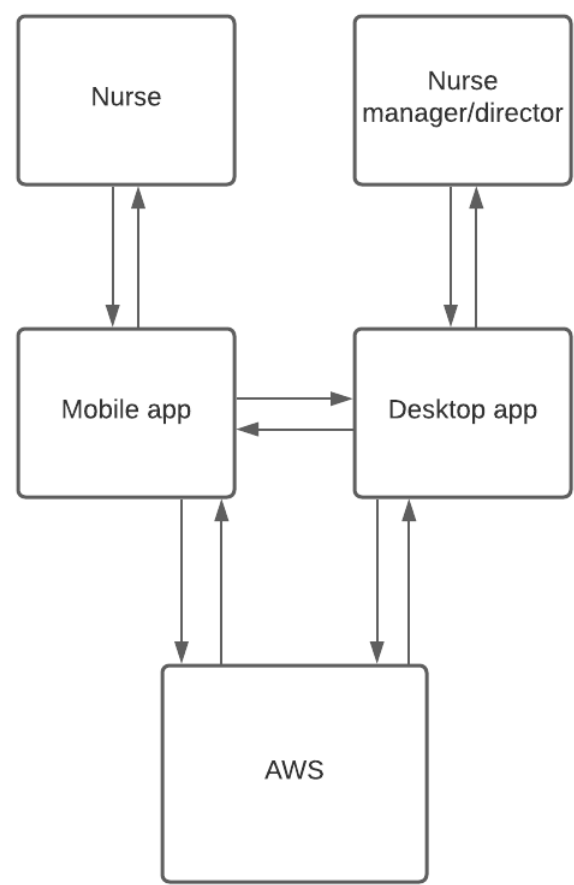 Nurse
Nurse
manager/director
Mobile app
Desktop app
AWS